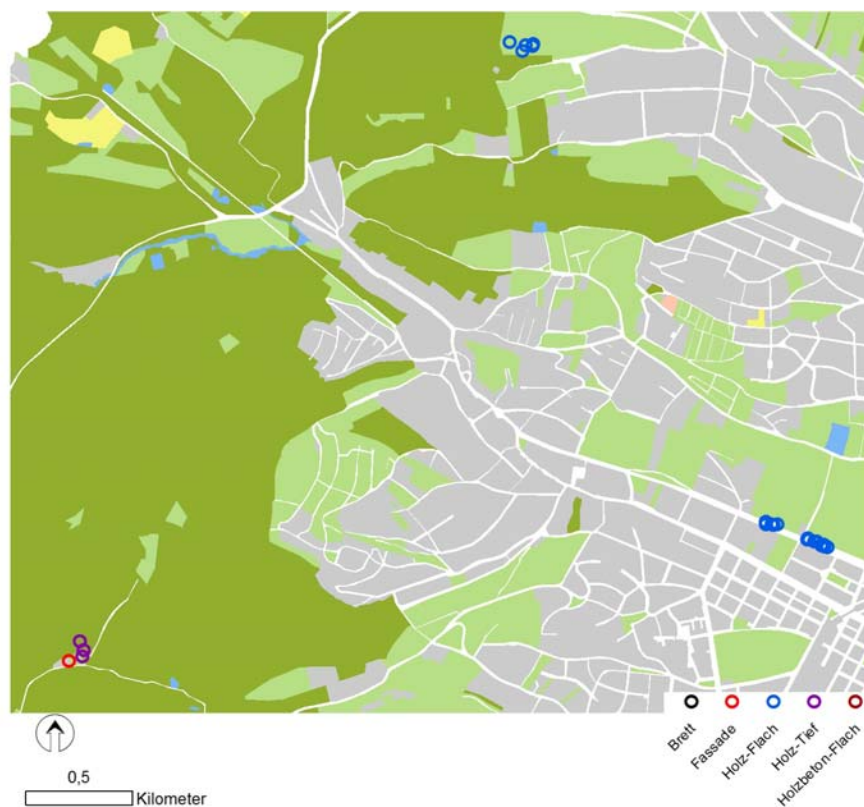 Brett
Fassade
Holz-Flach
Holz-Tief
Holzbeton-Flach
0,5
Kilometer